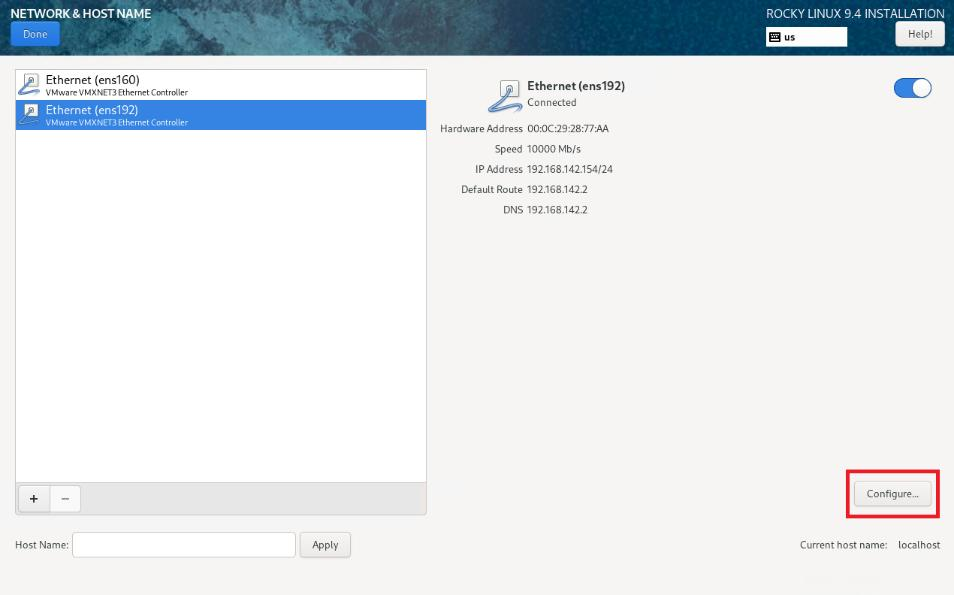 NETWORK & HOST NAME
ROCKY LINUX 9.4 INSTALLATION
Done
us
Help!
Ethernet (ens160)
VMware VMXNET3 Ethernet Controller
Ethernet (ens192)
VMware VMXNET3 Ethernet Controller
Ethernet (ens192)
Connected
Hardware Address 00:0C:29:28:77:AA
Speed 10000 Mb/s
IP Address 192.168.142.154/24
Default Route 192.168.142.2
DNS 192.168.142.2
+ −
Configure...
Host Name:
Apply
Current host name: localhost